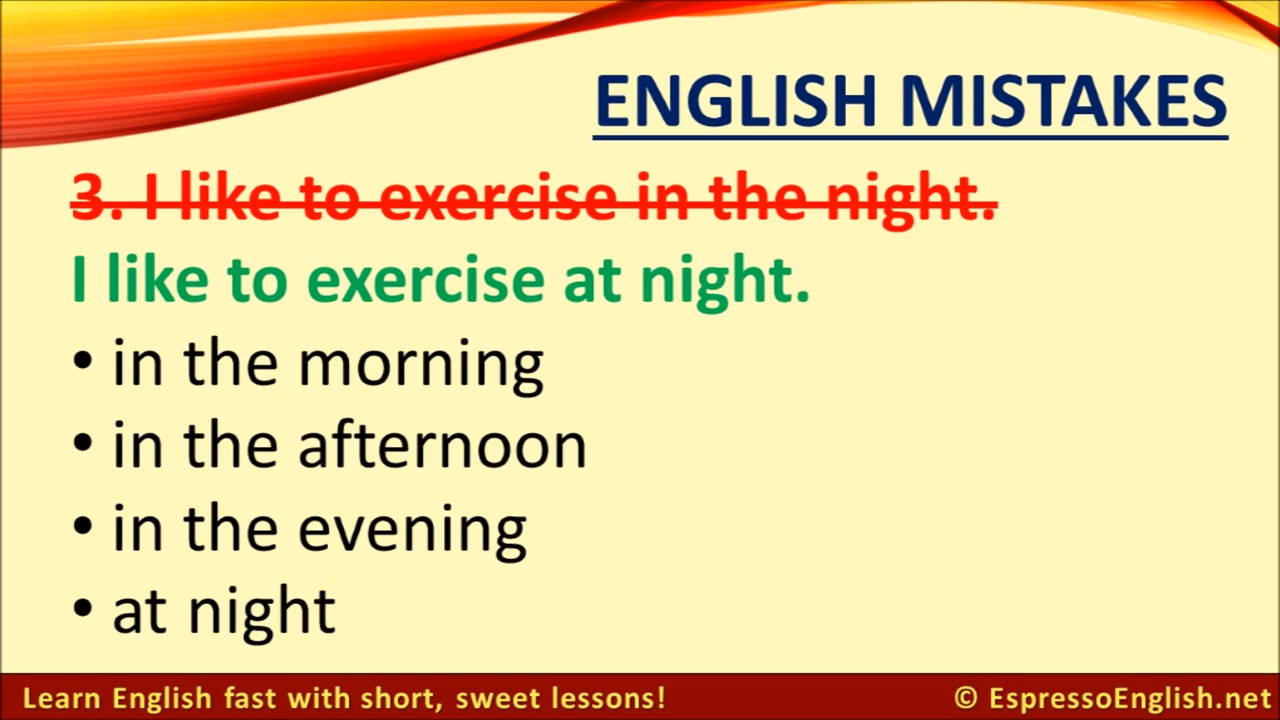 ENGLISH MISTAKES
3. I like to exercise in the night.
I like to exercise at night.
• in the morning
• in the afternoon
• in the evening
• at night
Learn English fast with short, sweet lessons!
© EspressoEnglish.net